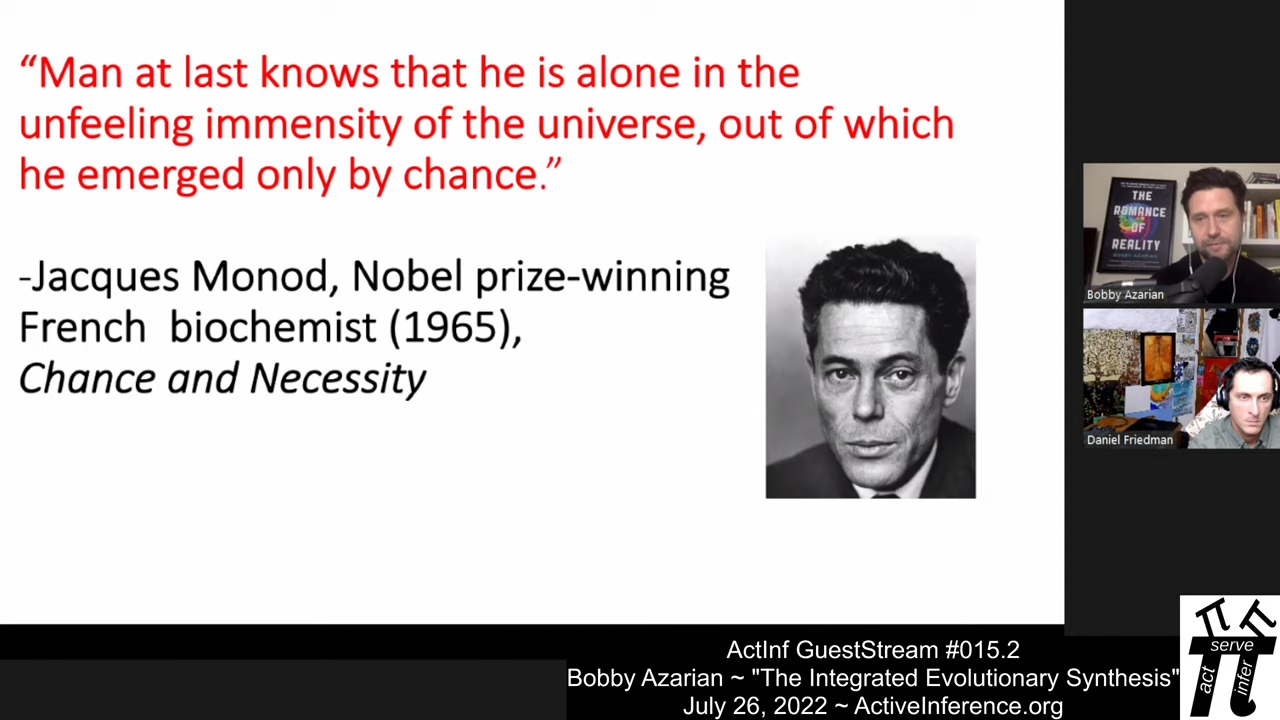 “Man at last knows that he is alone in the
unfeeling immensity of the universe, out of which
he emerged only by chance.”
-Jacques Monod, Nobel prize-winning
French biochemist (1965),
Chance and Necessity
THE
ROMANCE
OF
REALITY
BOBBY AZARIAN
Bobby Azarian
Daniel Friedman
ActInf GuestStream #015.2
Bobby Azarian ~ "The Integrated Evolutionary Synthesis"
July 26, 2022 ~ ActiveInference.org
π π
serve
π
act
infer